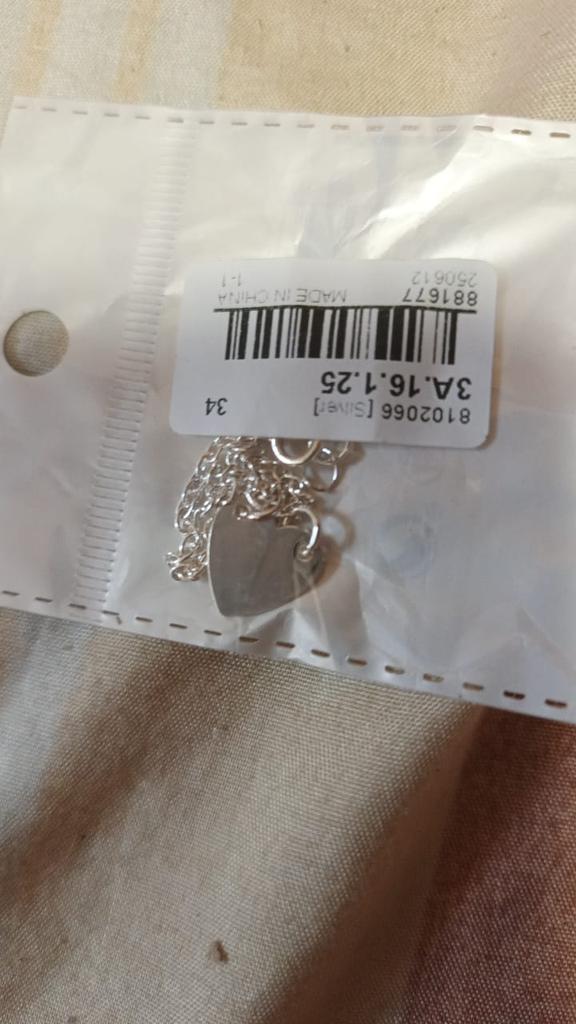 8102066 [Silver] 34
3A.16.1.25
881677 MADE IN CHINA
250612 1-1